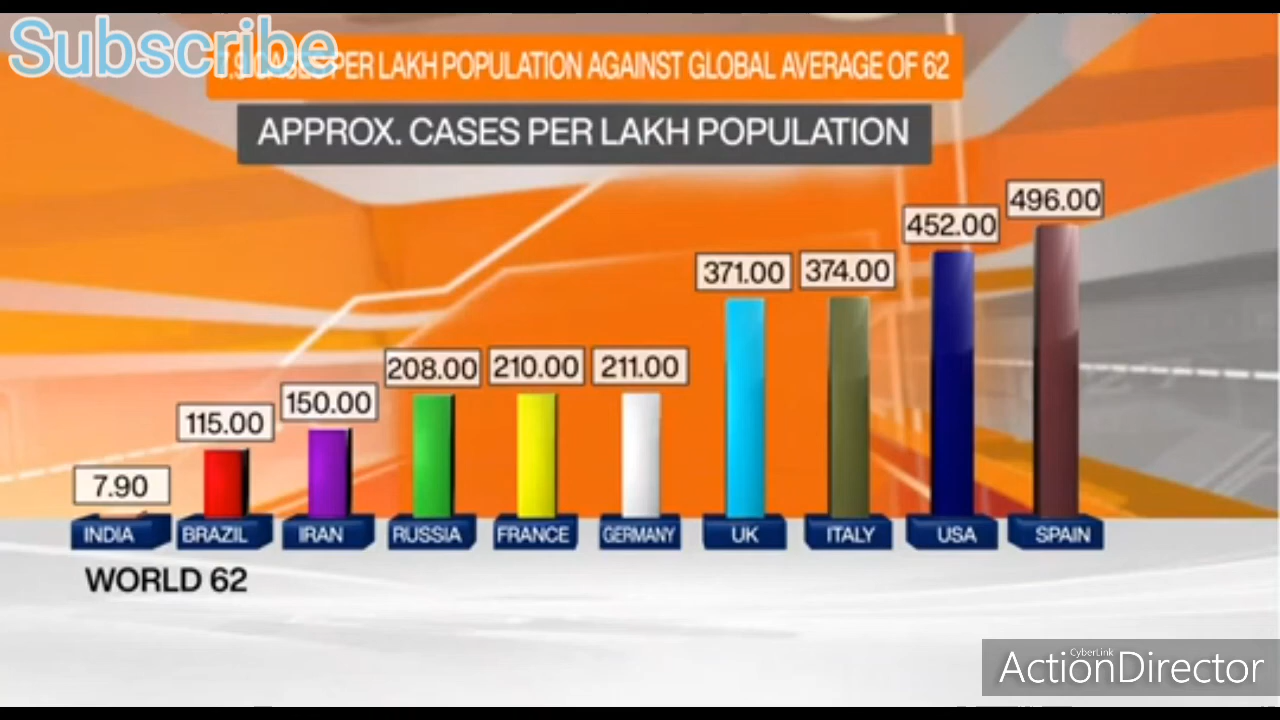 Subscribe
PER LAKH POPULATION AGAINST GLOBAL AVERAGE OF 62
APPROX. CASES PER LAKH POPULATION
496.00
452.00
371.00 374.00
208.00 210.00 211.00
150.00
115.00
7.90
INDIA BRAZIL IRAN RUSSIA FRANCE GERMANY UK ITALY USA SPAIN
WORLD 62
CyberLink
ActionDirector